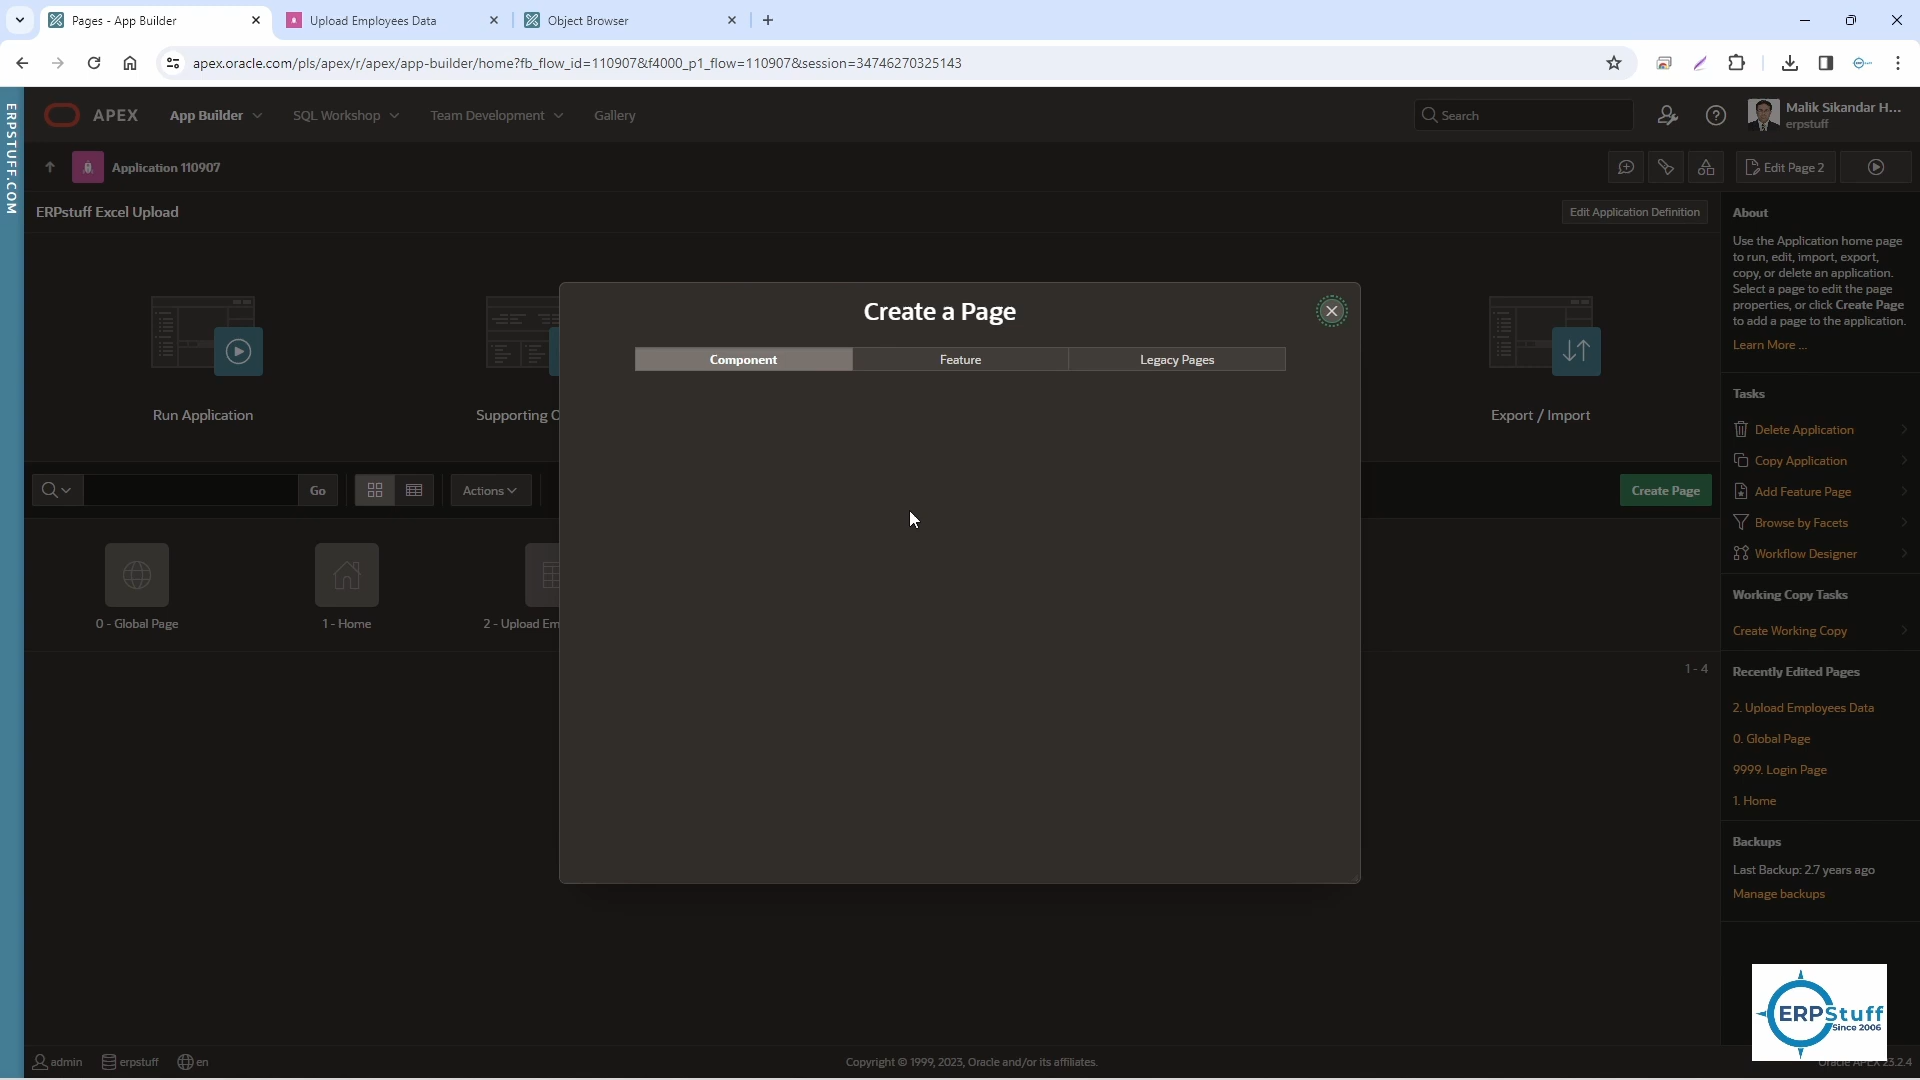 Pages - App Builder
Upload Employees Data
Object Browser
apex.oracle.com/pls/apex/r/apex/app-builder/home?fb_flow_id=110907&f4000_p1_flow=110907&session=34746270325143
ERPSTUFF.COM
APEX
App Builder
SQL Workshop
Team Development
Gallery
Search
Malik Sikandar H...
erpstuff
Application 110907
Edit Page 2
ERPstuff Excel Upload
Edit Application Definition
About
Use the Application home page
to run, edit, import, export,
copy, or delete an application.
Select a page to edit the page
properties, or click Create Page
to add a page to the application.
Learn More ...
Create a Page
Component
Feature
Legacy Pages
Run Application
Supporting O
Export / Import
Tasks
Delete Application
Copy Application
Add Feature Page
Browse by Facets
Workflow Designer
Go
Actions
Create Page
0 - Global Page
1 - Home
2 - Upload Em
1 - 4
Working Copy Tasks
Create Working Copy
Recently Edited Pages
2. Upload Employees Data
0. Global Page
9999. Login Page
1. Home
Backups
Last Backup: 2.7 years ago
Manage backups
ERPStuff
Since 2006
admin
erpstuff
en
Copyright © 1999, 2023, Oracle and/or its affiliates.
Oracle APEX 23.2.4